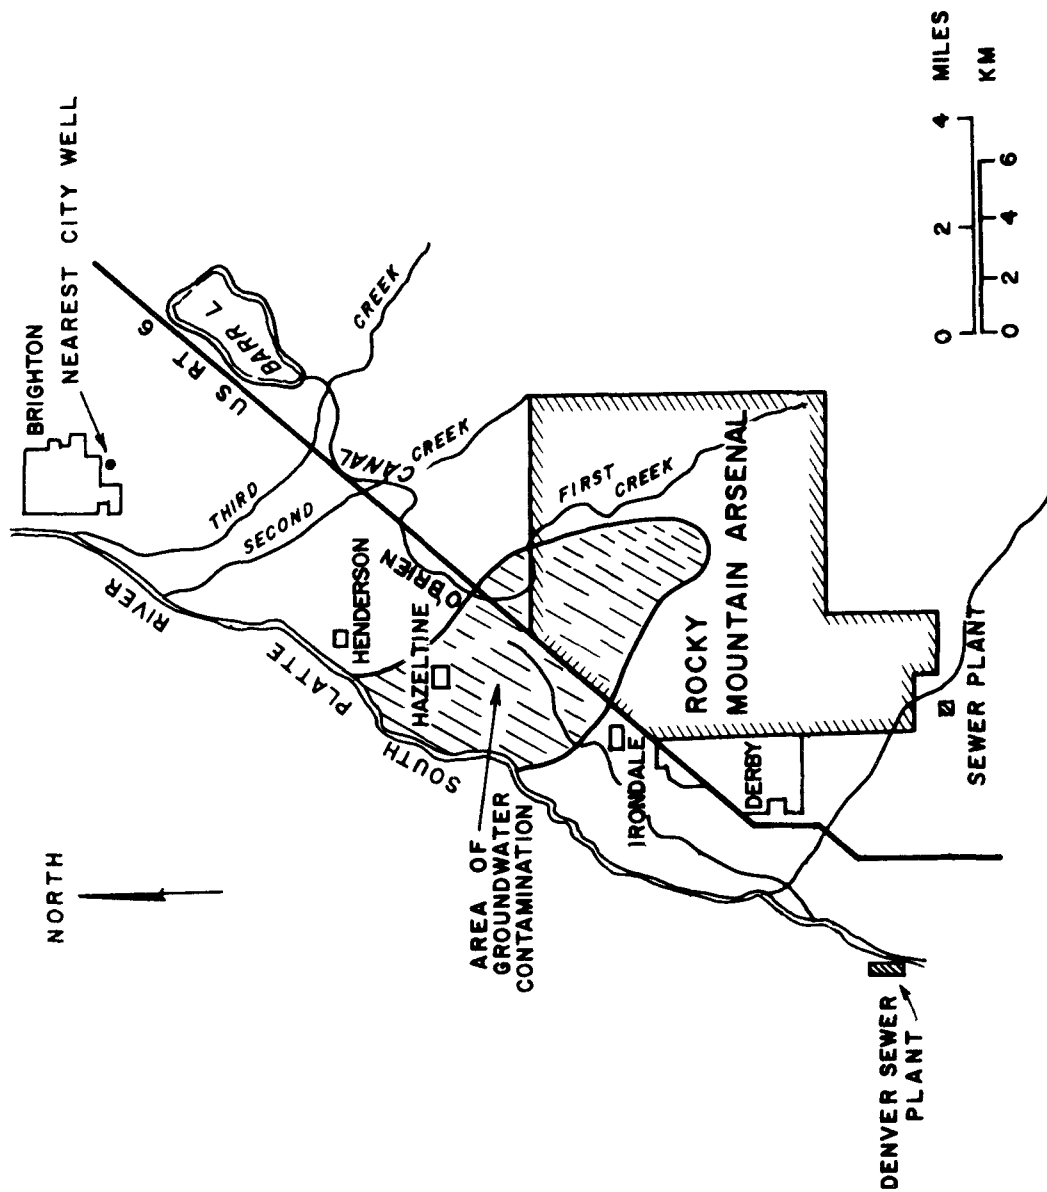 NORTH
BRIGHTON
NEAREST CITY WELL
US RT 6
BARR L
CREEK
THIRD
SECOND
CREEK
CANAL
O'BRIEN
FIRST
CREEK
RIVER
PLATTE
SOUTH
HENDERSON
HAZELTINE
AREA OF
GROUNDWATER
CONTAMINATION
IRONDALE
DERBY
ROCKY
MOUNTAIN ARSENAL
SEWER PLANT
DENVER SEWER
PLANT
0 2 4 MILES
0 2 4 6 KM